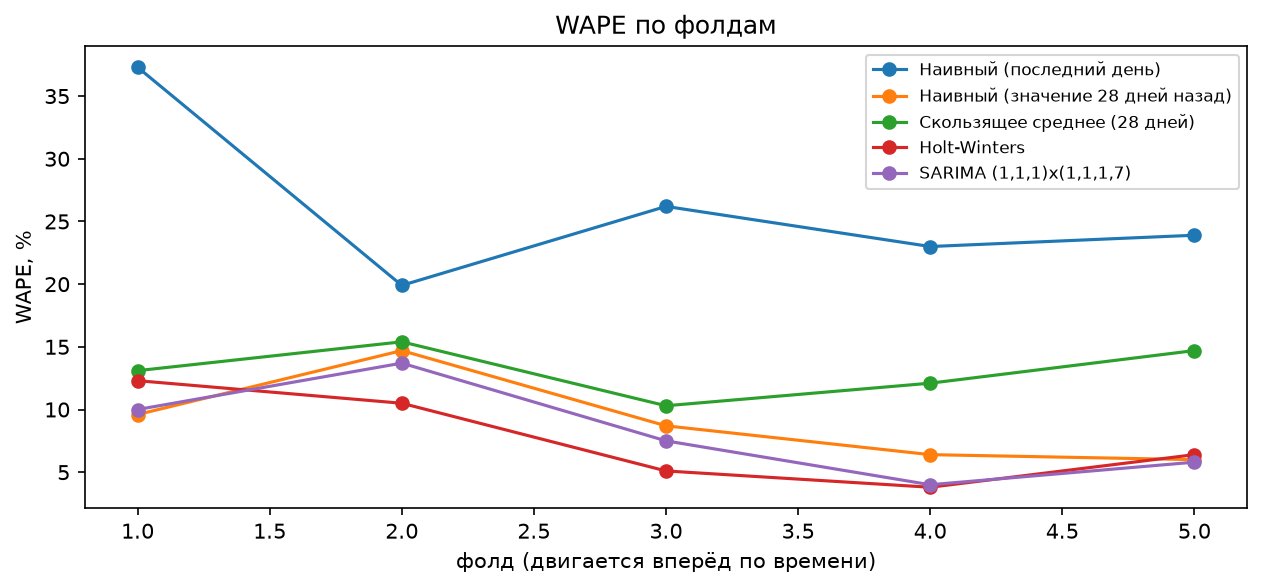 WAPE по фолдам
WAPE, %
35
30
25
20
15
10
5
Наивный (последний день)
Наивный (значение 28 дней назад)
Скользящее среднее (28 дней)
Holt-Winters
SARIMA (1,1,1)x(1,1,1,7)
1.0 1.5 2.0 2.5 3.0 3.5 4.0 4.5 5.0
фолд (двигается вперёд по времени)